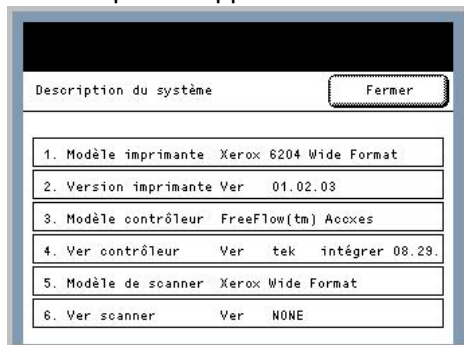 Description du système
Fermer
1. Modèle imprimante Xerox 6204 Wide Format
2. Version imprimante Ver 01.02.03
3. Modèle contrôleur FreeFlow(tm) Accxes
4. Ver contrôleur Ver tek intégrer 08.29.
5. Modèle de scanner Xerox Wide Format
6. Ver scanner Ver NONE